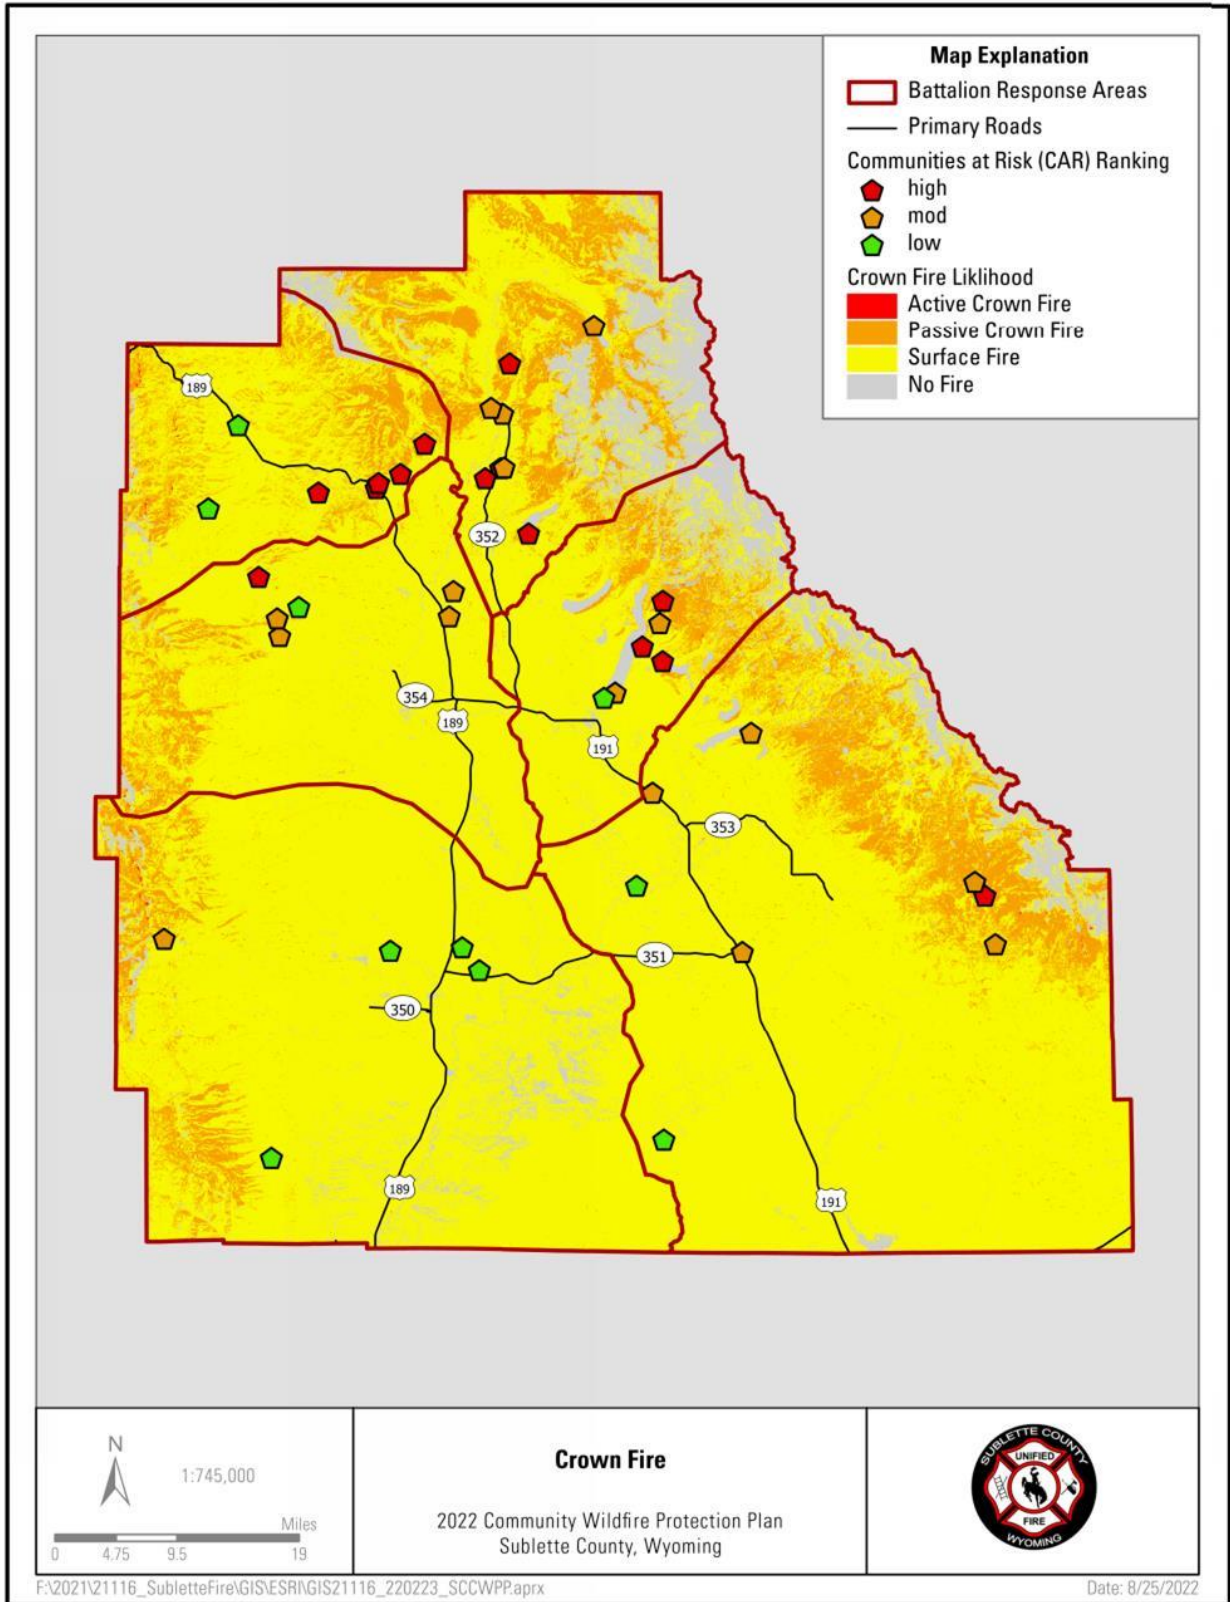 Map Explanation
Battalion Response Areas
Primary Roads
Communities at Risk (CAR) Ranking
high
mod
low
Crown Fire Liklihood
Active Crown Fire
Passive Crown Fire
Surface Fire
No Fire
189
352
354
189
191
353
351
350
189
191
N
1:745,000
Miles
0 4.75 9.5 19
Crown Fire
2022 Community Wildfire Protection Plan
Sublette County, Wyoming
SUBLETTE COUNTY
UNIFIED
FIRE
WYOMING
F:\2021\21116_SubletteFire\GIS\ESRI\GIS21116_220223_SCCWPP.aprx
Date: 8/25/2022